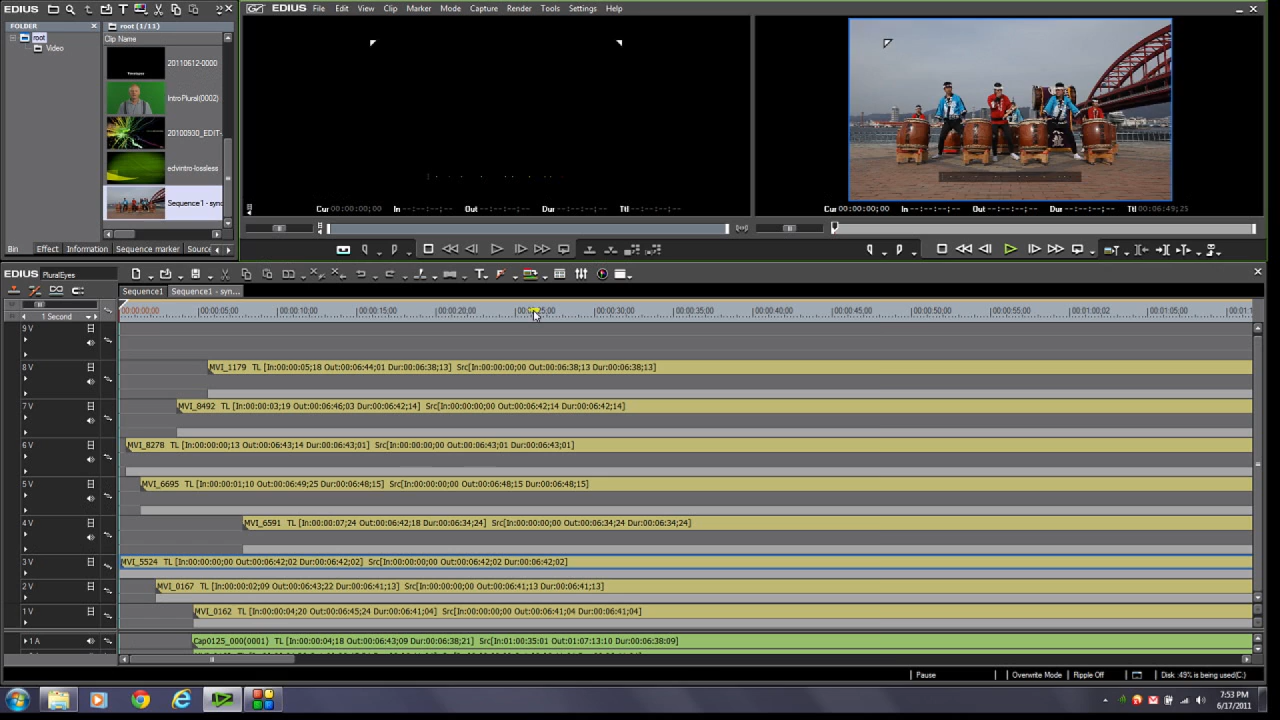 EDIUS
FOLDER
root
Video
root (1/13)
Clip Name
20110612-0000
IntroPlural(0002)
20100900_EDIT-
edvintro-lossless
Sequence1 - sync
Bin Effect Information Sequence marker Source
EDIUS File Edit View Clip Marker Mode Capture Render Tools Settings Help
Cur 00:00:00;00 In --:--:--;-- Out --:--:--;-- Dur --:--:--;-- Ttl --:--:--;--
Cur 00:00:00;00 In --:--:--;-- Out --:--:--;-- Dur --:--:--;-- Ttl 00:06:49;25
EDIUS PluralEyes
Sequence1 Sequence1 - syn...
1 Second
00:00:00;00 00:00:05;00 00:00:10;00 00:00:15;00 00:00:20;00 00:00:25;00 00:00:30;00 00:00:35;00 00:00:40;00 00:00:45;00 00:00:50;00 00:00:55;00 00:01:00;02 00:01:05;00 00:01:1
9 V
8 V MVI_1179 TL [In:00:00:05;18 Out:00:06:44;01 Dur:00:06:38;13] Src[In:00:00:00;00 Out:00:06:38;13 Dur:00:06:38;13]
7 V MVI_8492 TL [In:00:00:03;19 Out:00:06:46;03 Dur:00:06:42;14] Src[In:00:00:00;00 Out:00:06:42;14 Dur:00:06:42;14]
6 V MVI_8278 TL [In:00:00:00;13 Out:00:06:43;14 Dur:00:06:43;01] Src[In:00:00:00;00 Out:00:06:43;01 Dur:00:06:43;01]
5 V MVI_6695 TL [In:00:00:01;10 Out:00:06:49;25 Dur:00:06:48;15] Src[In:00:00:00;00 Out:00:06:48;15 Dur:00:06:48;15]
4 V MVI_6591 TL [In:00:00:07;24 Out:00:06:42;18 Dur:00:06:34;24] Src[In:00:00:00;00 Out:00:06:34;24 Dur:00:06:34;24]
3 V MVI_5524 TL [In:00:00:00;00 Out:00:06:42;02 Dur:00:06:42;02] Src[In:00:00:00;00 Out:00:06:42;02 Dur:00:06:42;02]
2 V MVI_0167 TL [In:00:00:02;09 Out:00:06:43;22 Dur:00:06:41;13] Src[In:00:00:00;00 Out:00:06:41;13 Dur:00:06:41;13]
1 V MVI_0162 TL [In:00:00:04;20 Out:00:06:45;24 Dur:00:06:41;04] Src[In:00:00:00;00 Out:00:06:41;04 Dur:00:06:41;04]
1 A Cap0125_000(0001) TL [In:00:00:04;18 Out:00:06:43;09 Dur:00:06:38;21] Src[In:01:00:35;01 Out:01:07:13;10 Dur:00:06:38;09]
Pause Overwrite Mode Ripple Off Disk :49% is being used(C:)
7:53 PM
6/17/2011